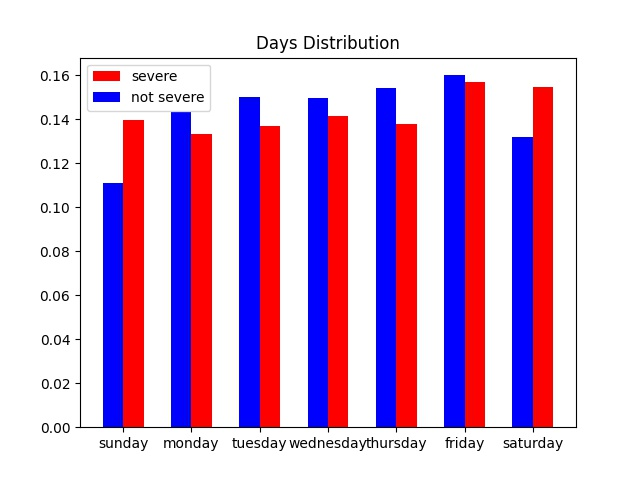 Days Distribution
severe
not severe
0.16
0.14
0.12
0.10
0.08
0.06
0.04
0.02
0.00
sunday monday tuesday wednesday thursday friday saturday